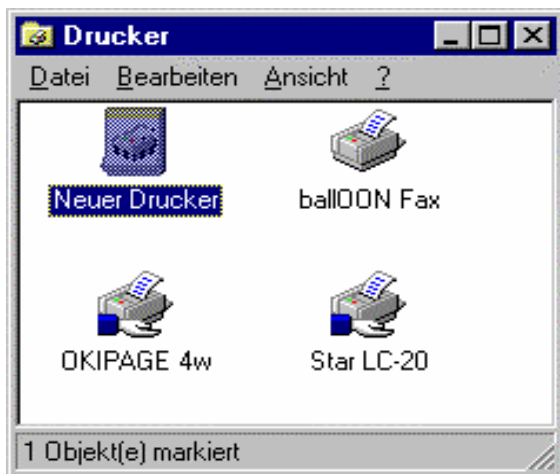 Drucker
Datei Bearbeiten Ansicht ?
Neuer Drucker ballOON Fax
OKIPAGE 4w Star LC-20
1 Objekt(e) markiert